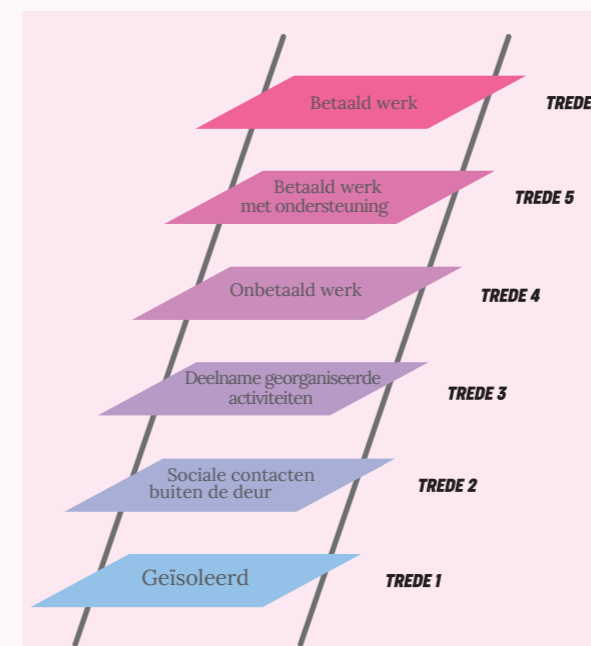 Betaald werk
TREDE
Betaald werk
met ondersteuning
TREDE 5
Onbetaald werk
TREDE 4
Deelname georganiseerde
activiteiten
TREDE 3
Sociale contacten
buiten de deur
TREDE 2
Geïsoleerd
TREDE 1